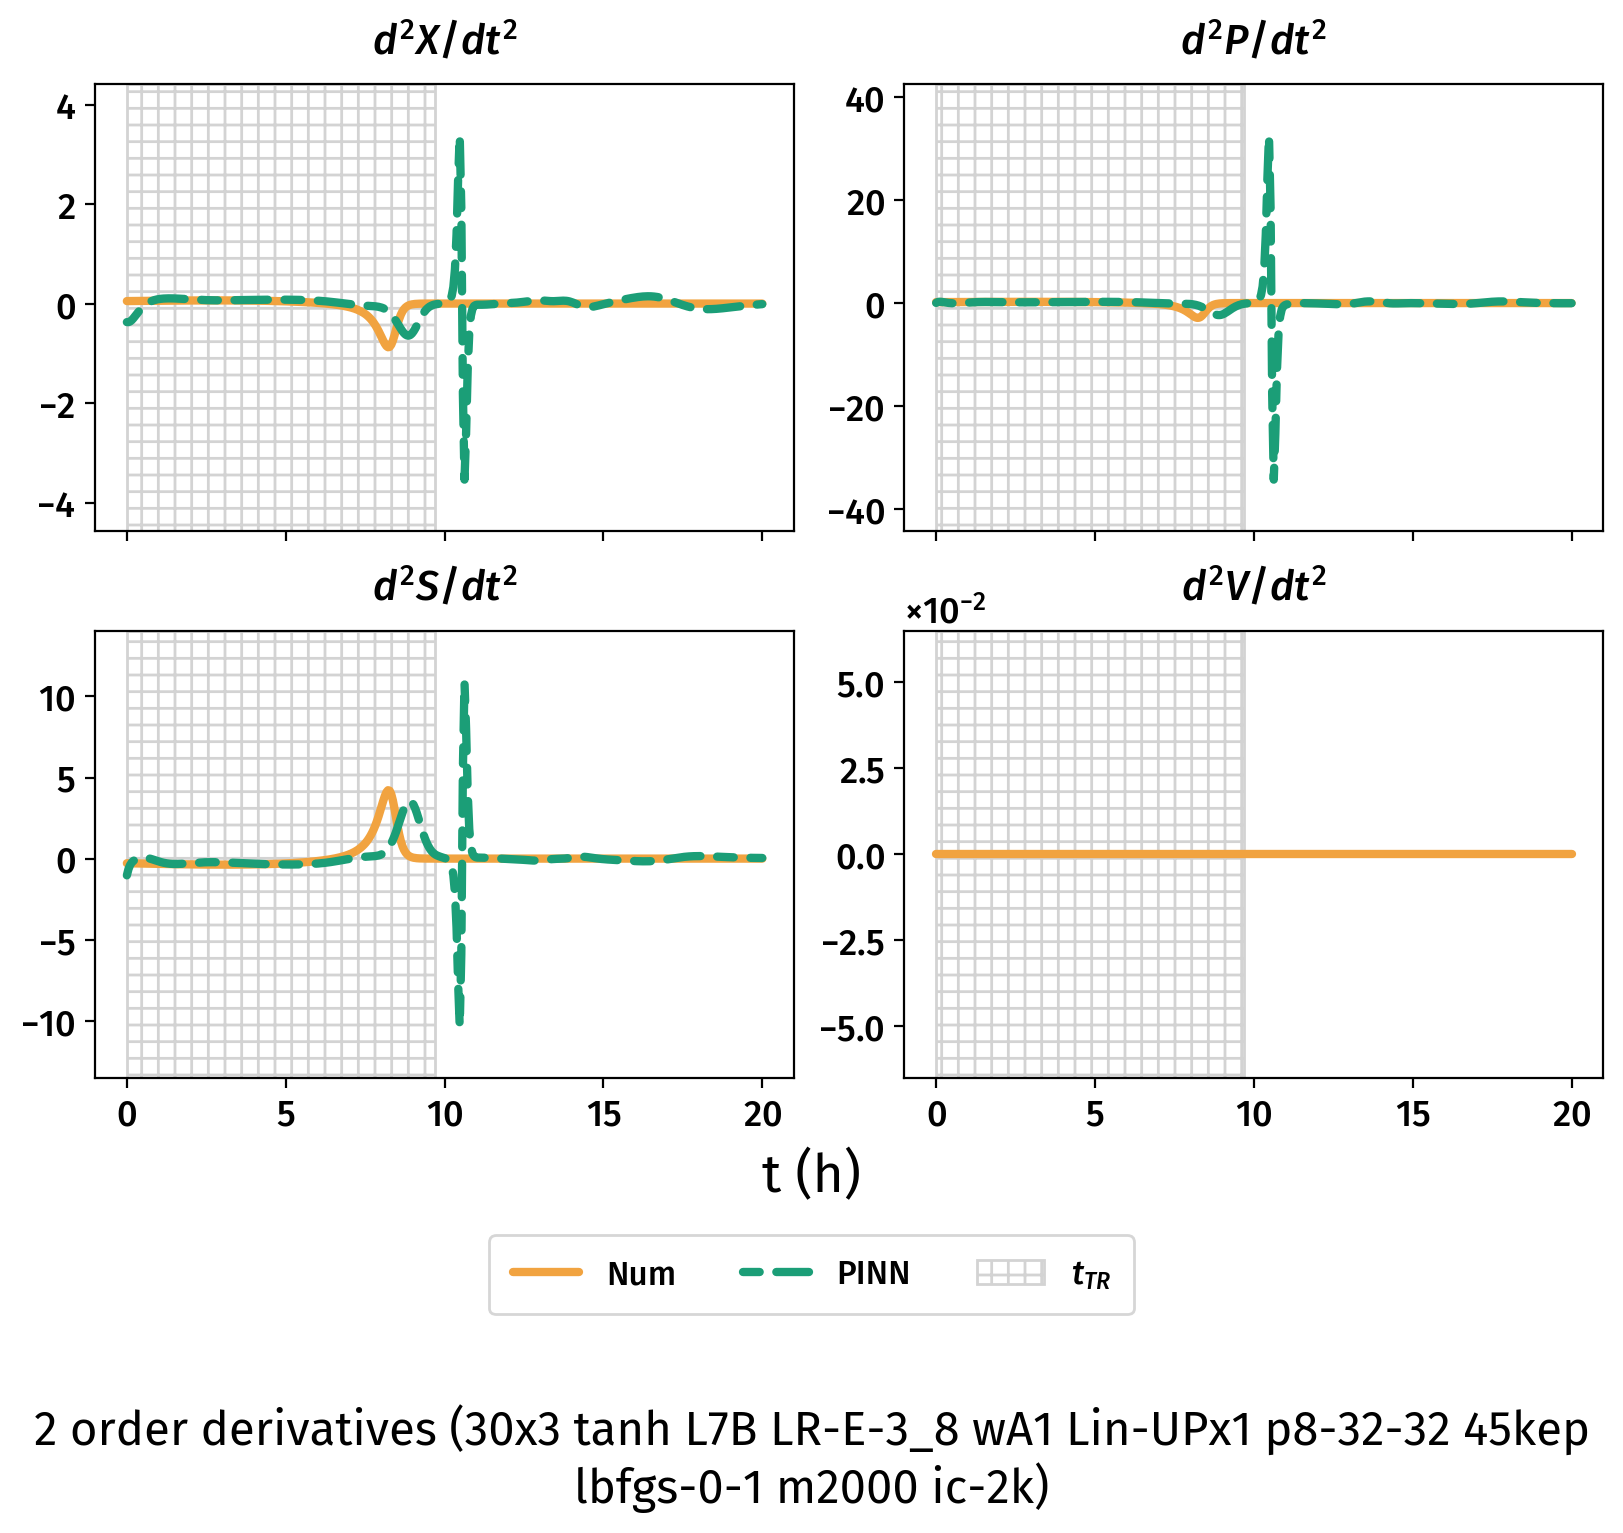 d²X/dt²
d²P/dt²
4
2
0
−2
−4
40
20
0
−20
−40
d²S/dt²
d²V/dt²
×10⁻²
10
5
0
−5
−10
5.0
2.5
0.0
−2.5
−5.0
0 5 10 15 20
0 5 10 15 20
t (h)
Num PINN t_TR
2 order derivatives (30x3 tanh L7B LR-E-3_8 wA1 Lin-UPx1 p8-32-32 45kep
lbfgs-0-1 m2000 ic-2k)